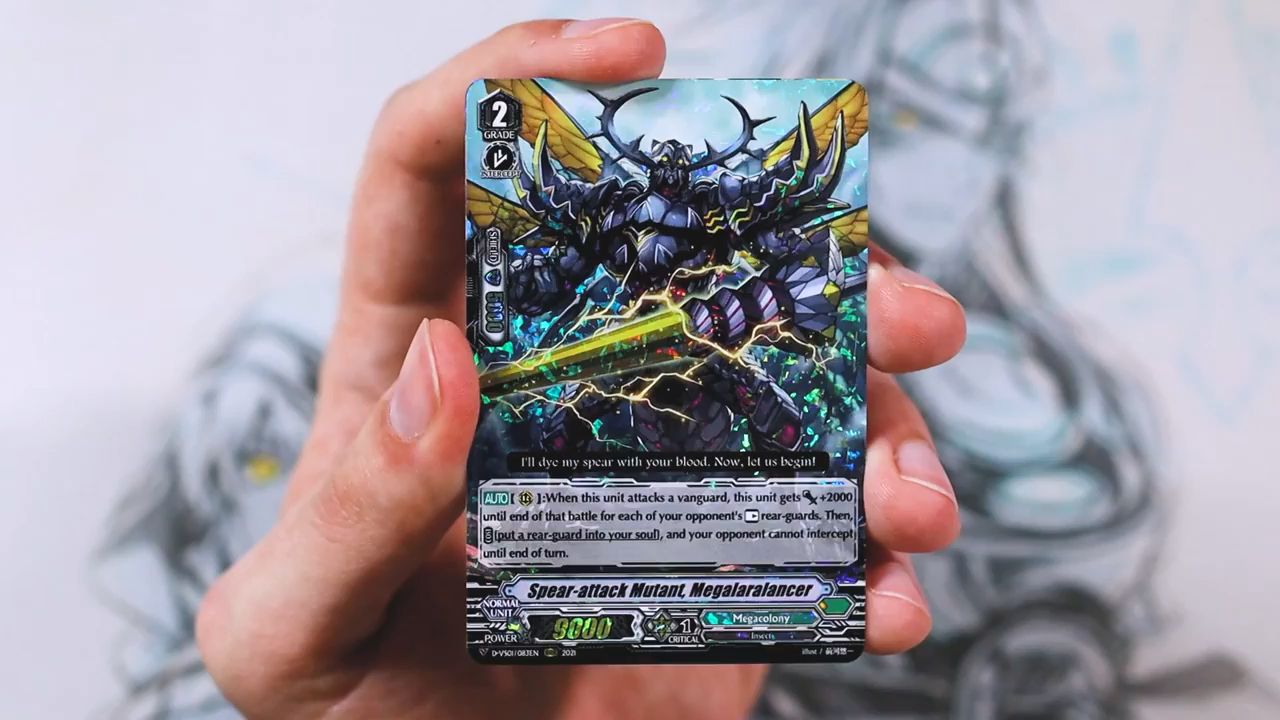 2
GRADE
INTERCEPT
SHIELD
5000
I'll dye my spear with your blood. Now, let us begin!
AUTO [ ]:When this unit attacks a vanguard, this unit gets +2000
until end of that battle for each of your opponent's rear-guards. Then,
[put a rear-guard into your soul], and your opponent cannot intercept
until end of turn.
Spear-attack Mutant, Megalaralancer
NORMAL
UNIT
POWER
9000
1
CRITICAL
Megacolony
Insect
D-VS01/083EN
2021
illust /